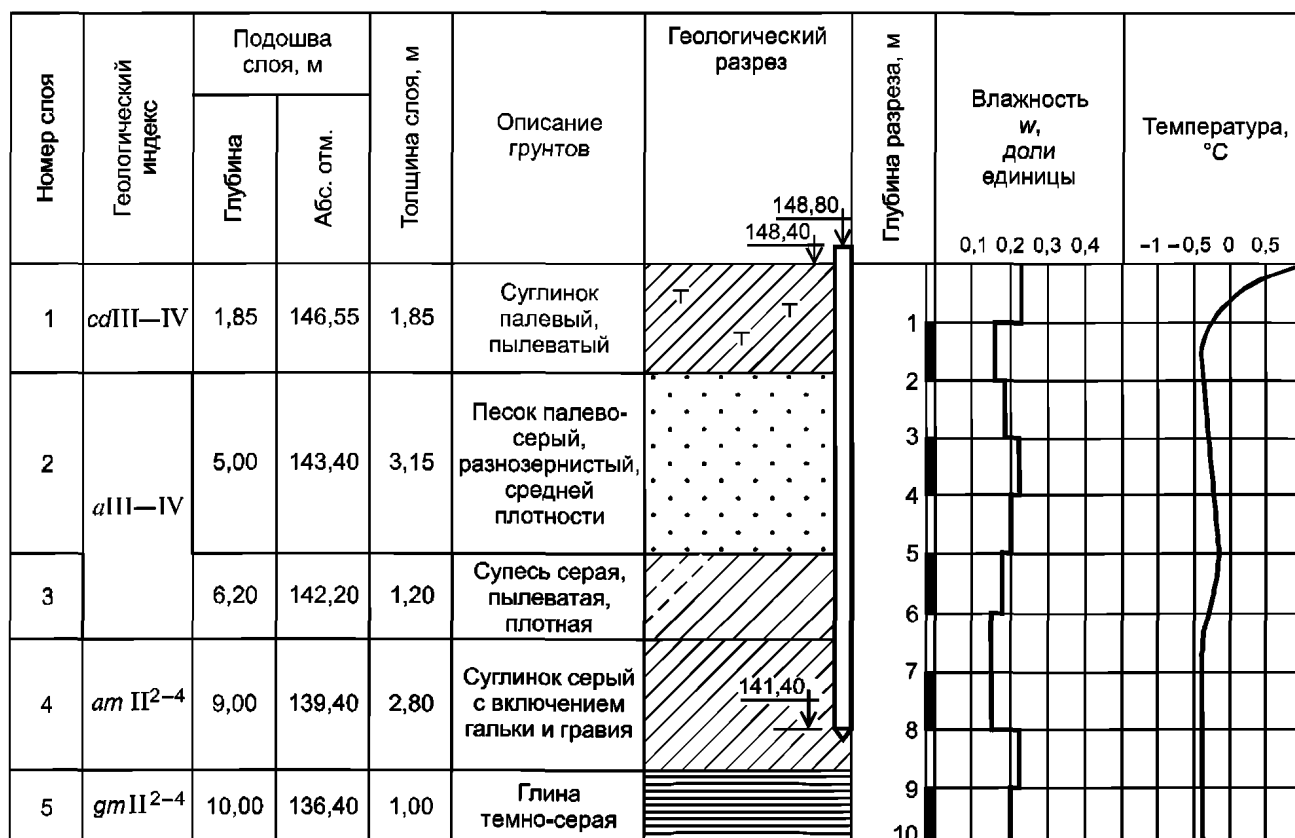 Номер слоя
Геологический
индекс
Подошва
слоя, м
Глубина
Абс. отм.
Толщина слоя, м
Описание
грунтов
Геологический
разрез
148,80
148,40
Глубина разреза, м
Влажность
w,
доли
единицы
0,1 0,2 0,3 0,4
Температура,
°C
−1 −0,5 0 0,5
1
cdIII—IV
1,85
146,55
1,85
Суглинок
палевый,
пылеватый
Т
Т
Т
2
aIII—IV
5,00
143,40
3,15
Песок палево-
серый,
разнозернистый,
средней
плотности
3
6,20
142,20
1,20
Супесь серая,
пылеватая,
плотная
4
am II²⁻⁴
9,00
139,40
2,80
Суглинок серый
с включением
гальки и гравия
141,40
5
gm II²⁻⁴
10,00
136,40
1,00
Глина
темно-серая
1
2
3
4
5
6
7
8
9
10